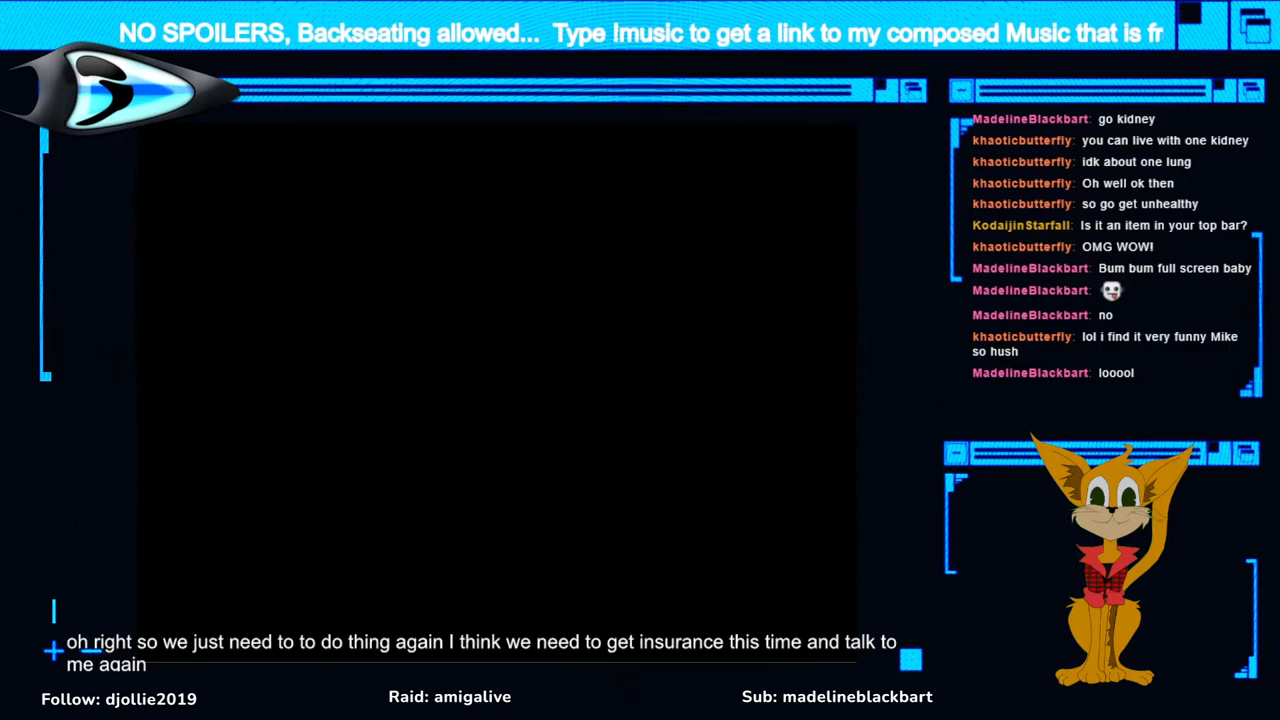 NO SPOILERS, Backseating allowed... Type !music to get a link to my composed Music that is fr
MadelineBlackbart: go kidney
khaoticbutterfly: you can live with one kidney
khaoticbutterfly: idk about one lung
khaoticbutterfly: Oh well ok then
khaoticbutterfly: so go get unhealthy
KodaijinStarfall: Is it an item in your top bar?
khaoticbutterfly: OMG WOW!
MadelineBlackbart: Bum bum full screen baby
MadelineBlackbart:
MadelineBlackbart: no
khaoticbutterfly: lol i find it very funny Mike
so hush
MadelineBlackbart: looool
oh right so we just need to to do thing again I think we need to get insurance this time and talk to
me again
Follow: djollie2019
Raid: amigalive
Sub: madelineblackbart